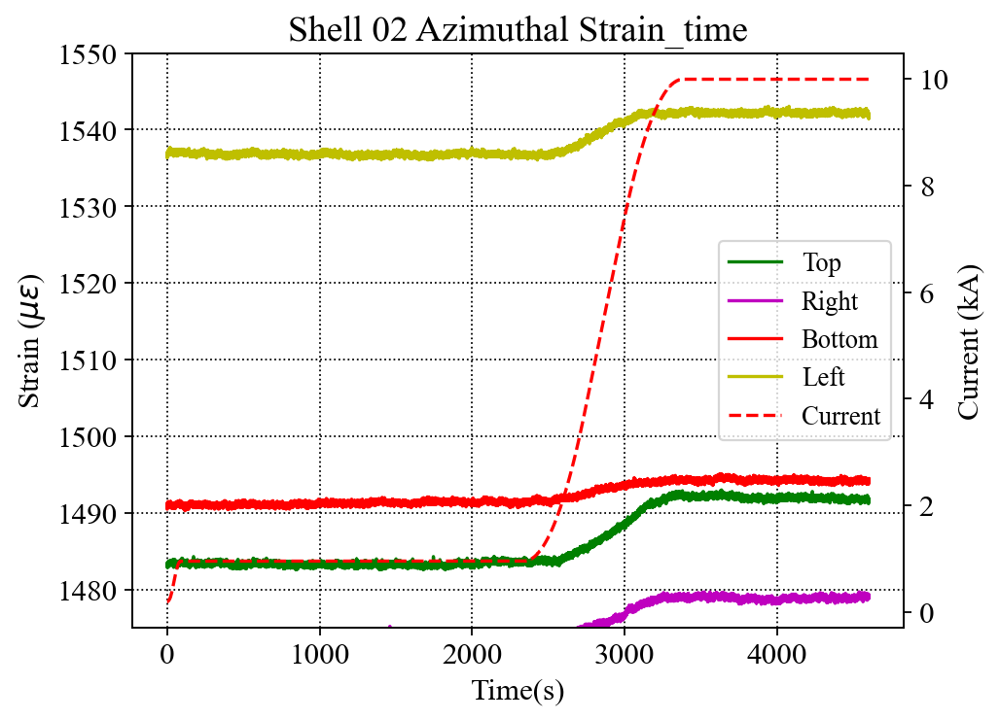 Shell 02 Azimuthal Strain_time
1550
1540
1530
1520
1510
1500
1490
1480
Strain (με)
10
8
6
4
2
0
Current (kA)
Top
Right
Bottom
Left
Current
0 1000 2000 3000 4000
Time(s)